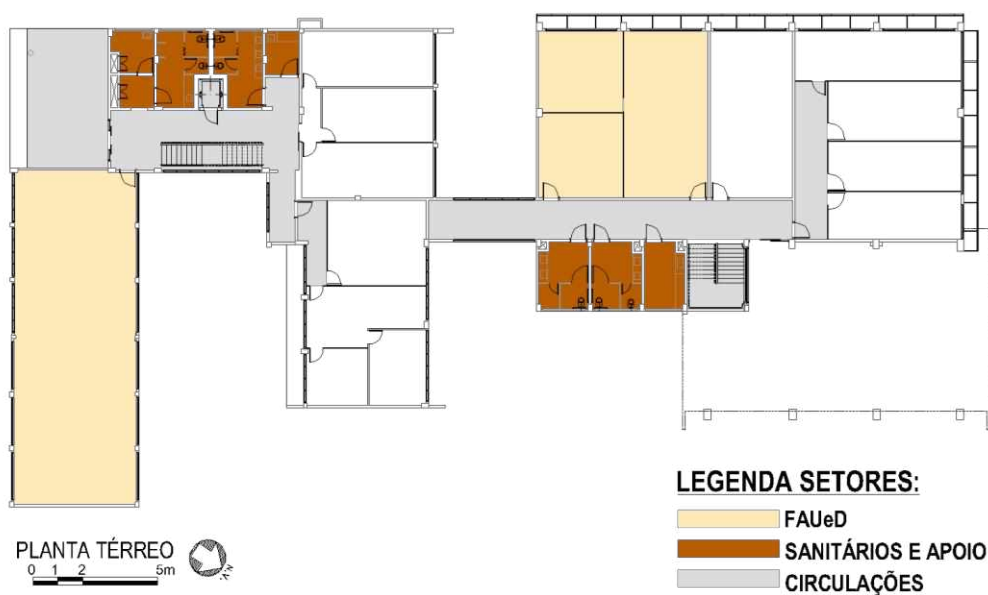 LEGENDA SETORES:
FAUeD
SANITÁRIOS E APOIO
CIRCULAÇÕES
PLANTA TÉRREO
0 1 2 5m
N.V.